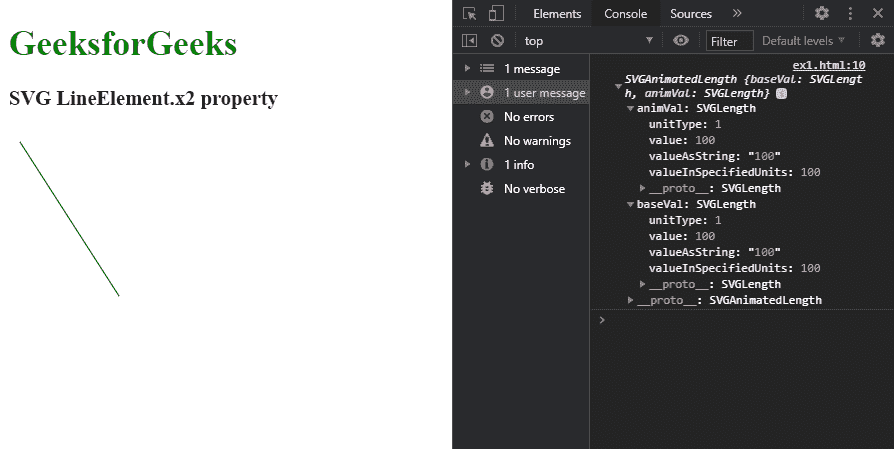 GeeksforGeeks
SVG LineElement.x2 property
Elements Console Sources »
top Filter Default levels
1 message
1 user message
No errors
No warnings
1 info
No verbose
ex1.html:10
SVGAnimatedLength {baseVal: SVGLengt
h, animVal: SVGLength} i
animVal: SVGLength
unitType: 1
value: 100
valueAsString: "100"
valueInSpecifiedUnits: 100
__proto__: SVGLength
baseVal: SVGLength
unitType: 1
value: 100
valueAsString: "100"
valueInSpecifiedUnits: 100
__proto__: SVGLength
__proto__: SVGAnimatedLength
>